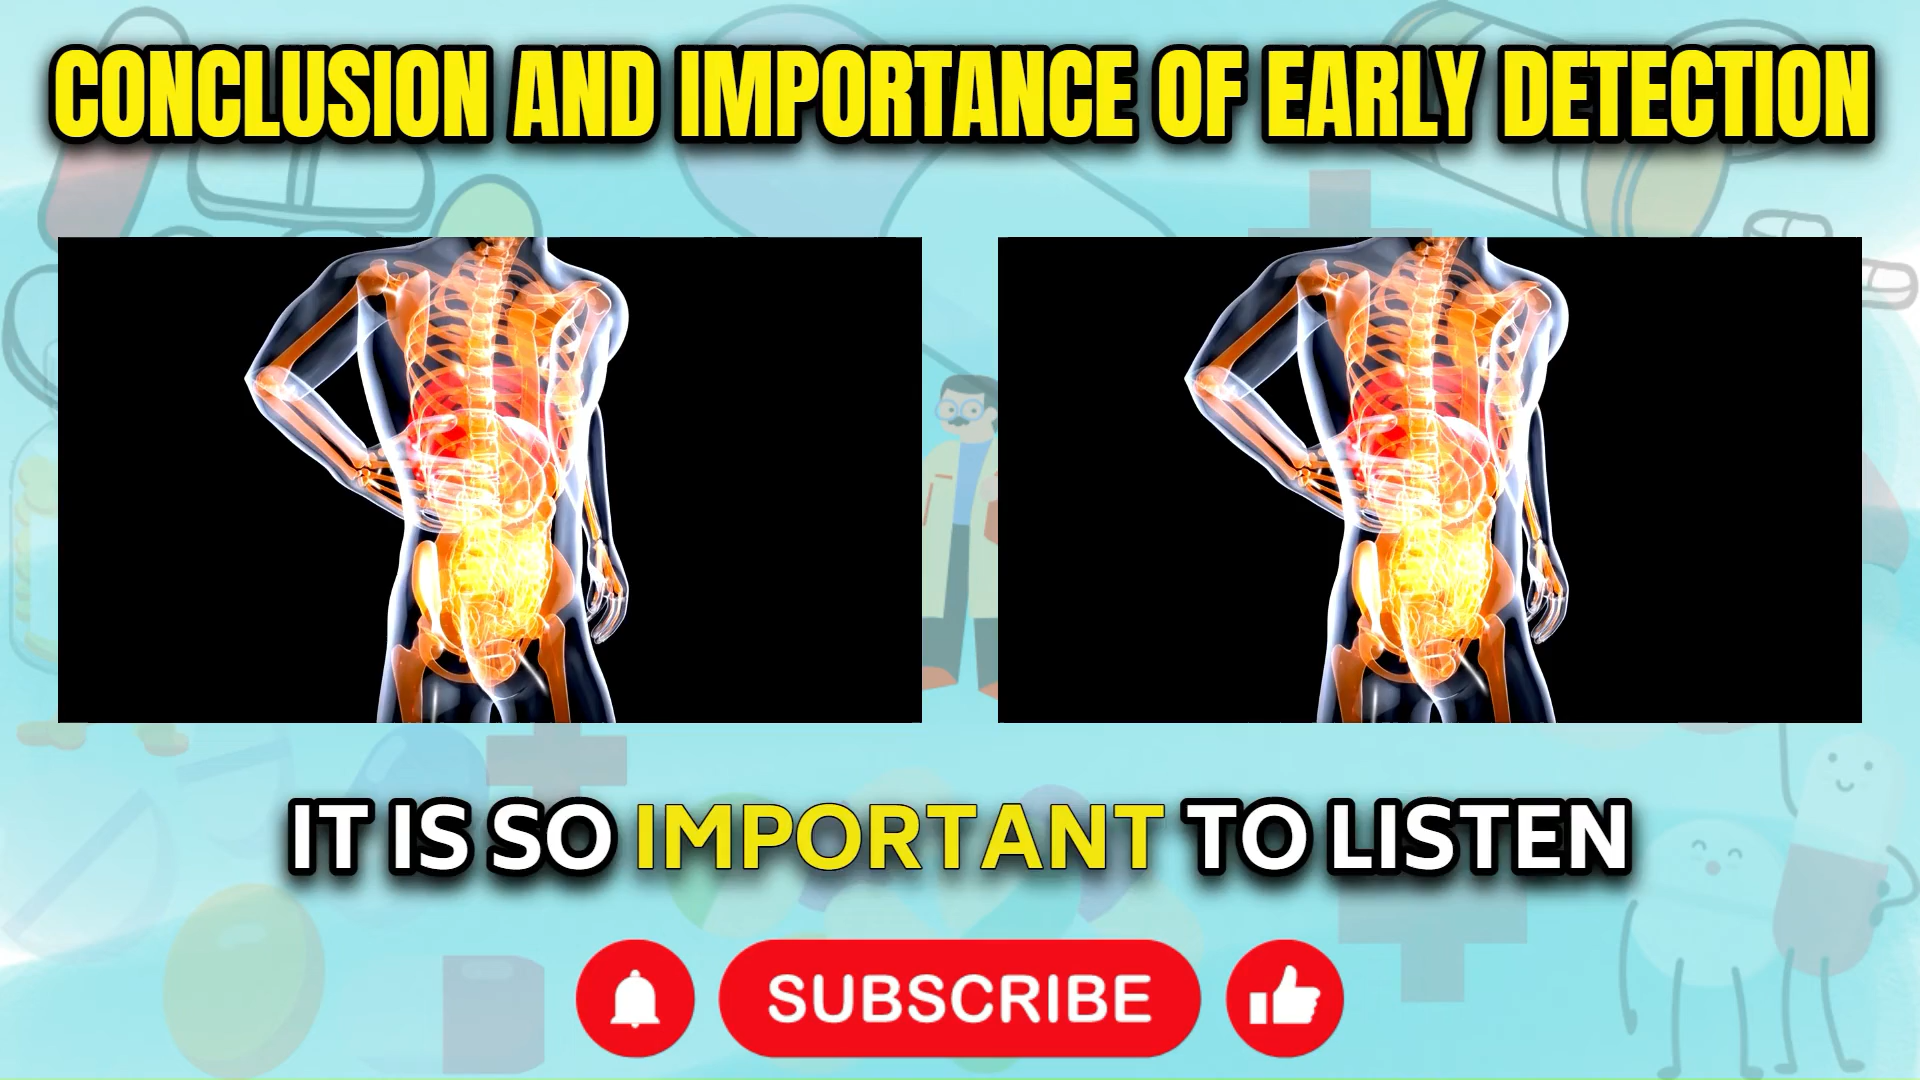 CONCLUSION AND IMPORTANCE OF EARLY DETECTION
IT IS SO IMPORTANT TO LISTEN
SUBSCRIBE